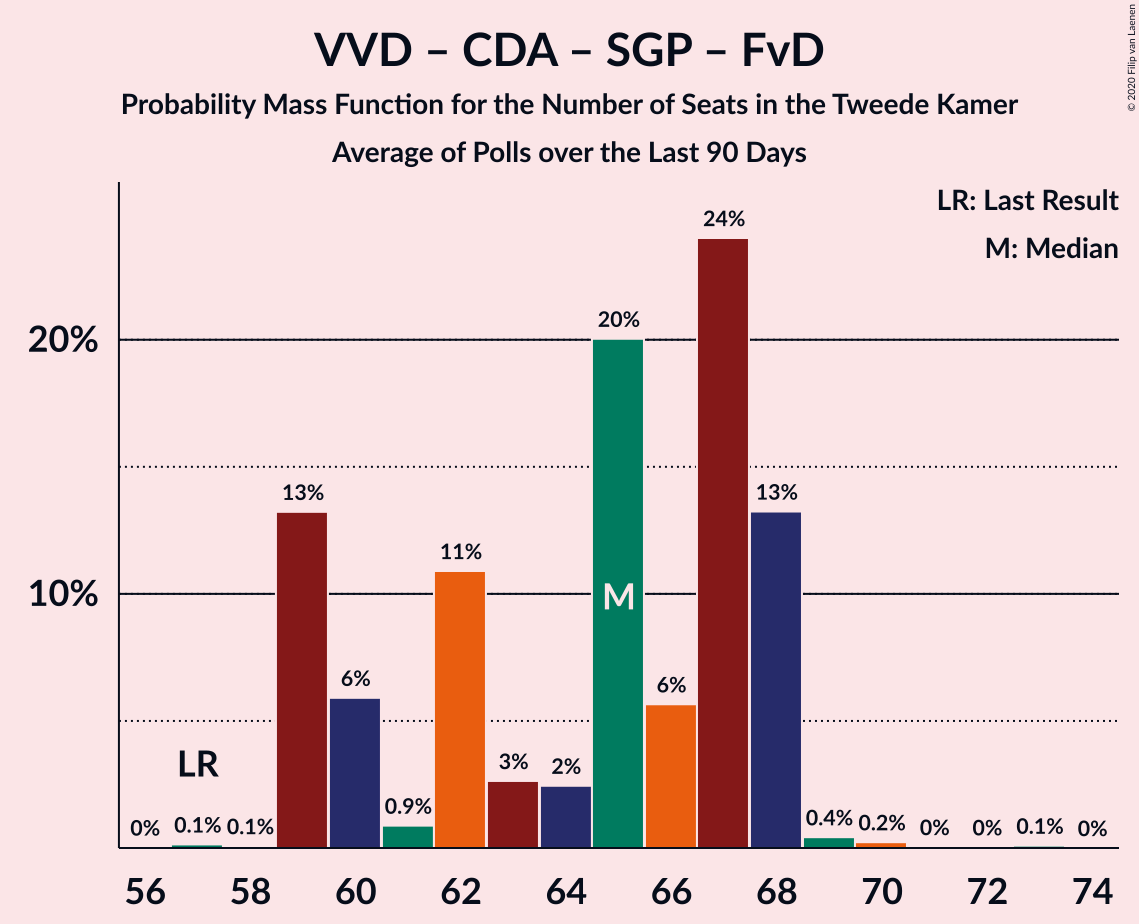 VVD – CDA – SGP – FvD
Probability Mass Function for the Number of Seats in the Tweede Kamer
Average of Polls over the Last 90 Days
© 2020 Filip van Laenen
LR: Last Result
M: Median
20%
10%
0%
0.1%
0.1%
13%
6%
0.9%
11%
3%
2%
20%
6%
24%
13%
0.4%
0.2%
0%
0%
0.1%
0%
LR
M
56 58 60 62 64 66 68 70 72 74